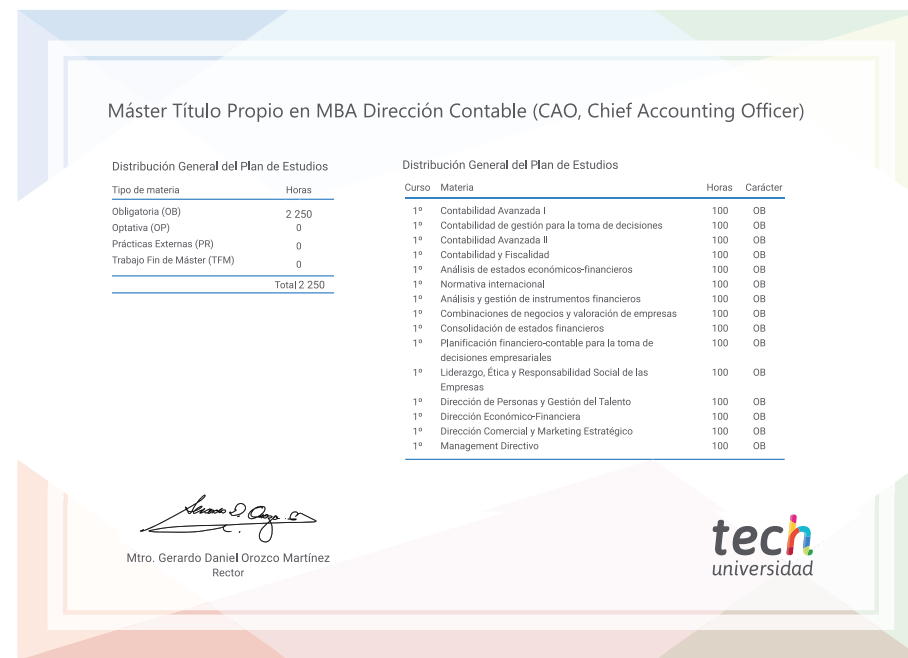 Máster Título Propio en MBA Dirección Contable (CAO, Chief Accounting Officer)
Distribución General del Plan de Estudios
Tipo de materia Horas
Obligatoria (OB) 2 250
Optativa (OP) 0
Prácticas Externas (PR) 0
Trabajo Fin de Máster (TFM) 0
Total 2 250
Distribución General del Plan de Estudios
Curso Materia Horas Carácter
1º Contabilidad Avanzada I 100 OB
1º Contabilidad de gestión para la toma de decisiones 100 OB
1º Contabilidad Avanzada II 100 OB
1º Contabilidad y Fiscalidad 100 OB
1º Análisis de estados económicos-financieros 100 OB
1º Normativa internacional 100 OB
1º Análisis y gestión de instrumentos financieros 100 OB
1º Combinaciones de negocios y valoración de empresas 100 OB
1º Consolidación de estados financieros 100 OB
1º Planificación financiero-contable para la toma de 100 OB
decisiones empresariales
1º Liderazgo, Ética y Responsabilidad Social de las 100 OB
Empresas
1º Dirección de Personas y Gestión del Talento 100 OB
1º Dirección Económico-Financiera 100 OB
1º Dirección Comercial y Marketing Estratégico 100 OB
1º Management Directivo 100 OB
Mtro. Gerardo Daniel Orozco Martínez
Rector
tech
universidad